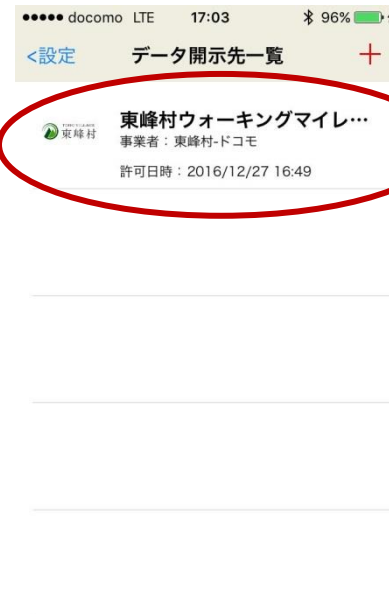 docomo LTE 17:03 96%
<設定 データ開示先一覧 +
東峰村
東峰村ウォーキングマイレ…
事業者：東峰村-ドコモ
許可日時：2016/12/27 16:49